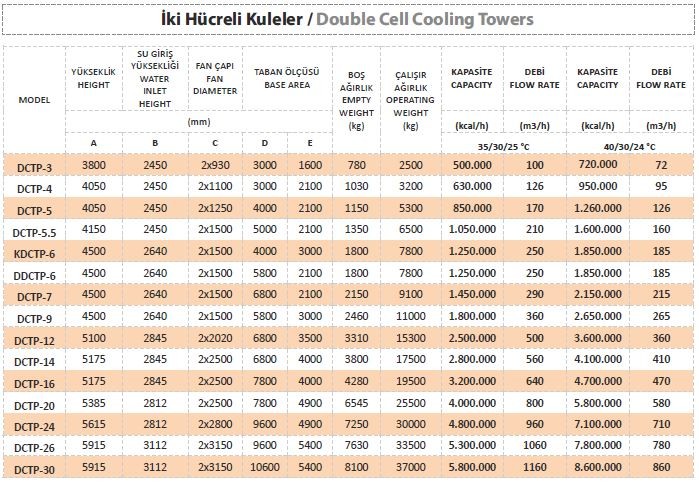 İki Hücreli Kuleler / Double Cell Cooling Towers
MODEL
YÜKSEKLİK
HEIGHT
SU GİRİŞ
YÜKSEKLİĞİ
WATER
INLET
HEIGHT
FAN ÇAPI
FAN
DIAMETER
TABAN ÖLÇÜSÜ
BASE AREA
BOŞ
AĞIRLIK
EMPTY
WEIGHT
(kg)
ÇALIŞIR
AĞIRLIK
OPERATING
WEIGHT
(kg)
KAPASİTE
CAPACITY
DEBİ
FLOW RATE
KAPASİTE
CAPACITY
DEBİ
FLOW RATE
(mm)
(kcal/h) (m3/h) (kcal/h) (m3/h)
A B C D E 35/30/25 °C 40/30/24 °C
DCTP-3 3800 2450 2x930 3000 1600 780 2500 500.000 100 720.000 72
DCTP-4 4050 2450 2x1100 3000 2100 1030 3200 630.000 126 950.000 95
DCTP-5 4050 2450 2x1250 4000 2100 1150 5300 850.000 170 1.260.000 126
DCTP-5.5 4150 2450 2x1500 5000 2100 1350 6500 1.050.000 210 1.600.000 160
KDCTP-6 4500 2640 2x1500 4000 3000 1800 7800 1.250.000 250 1.850.000 185
DDCTP-6 4500 2640 2x1500 5800 2100 1800 7800 1.250.000 250 1.850.000 185
DCTP-7 4500 2640 2x1500 6800 2100 2150 9100 1.450.000 290 2.150.000 215
DCTP-9 4500 2640 2x1500 5800 3000 2460 11000 1.800.000 360 2.650.000 265
DCTP-12 5100 2845 2x2020 6800 3500 3310 15300 2.500.000 500 3.600.000 360
DCTP-14 5175 2845 2x2500 6800 4000 3800 17500 2.800.000 560 4.100.000 410
DCTP-16 5175 2845 2x2500 7800 4000 4280 19500 3.200.000 640 4.700.000 470
DCTP-20 5385 2812 2x2500 7800 4900 6545 25500 4.000.000 800 5.800.000 580
DCTP-24 5615 2812 2x2800 9600 4900 7250 30000 4.800.000 960 7.100.000 710
DCTP-26 5915 3112 2x3150 9600 5400 7630 33500 5.300.000 1060 7.800.000 780
DCTP-30 5915 3112 2x3150 10600 5400 8100 37000 5.800.000 1160 8.600.000 860